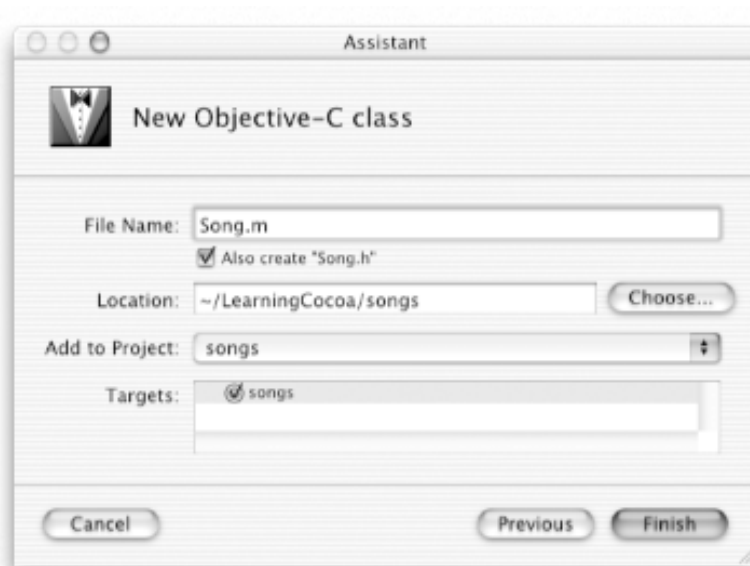 Assistant
New Objective-C class
File Name: Song.m
Also create "Song.h"
Location: ~/LearningCocoa/songs Choose...
Add to Project: songs
Targets: songs
Cancel Previous Finish